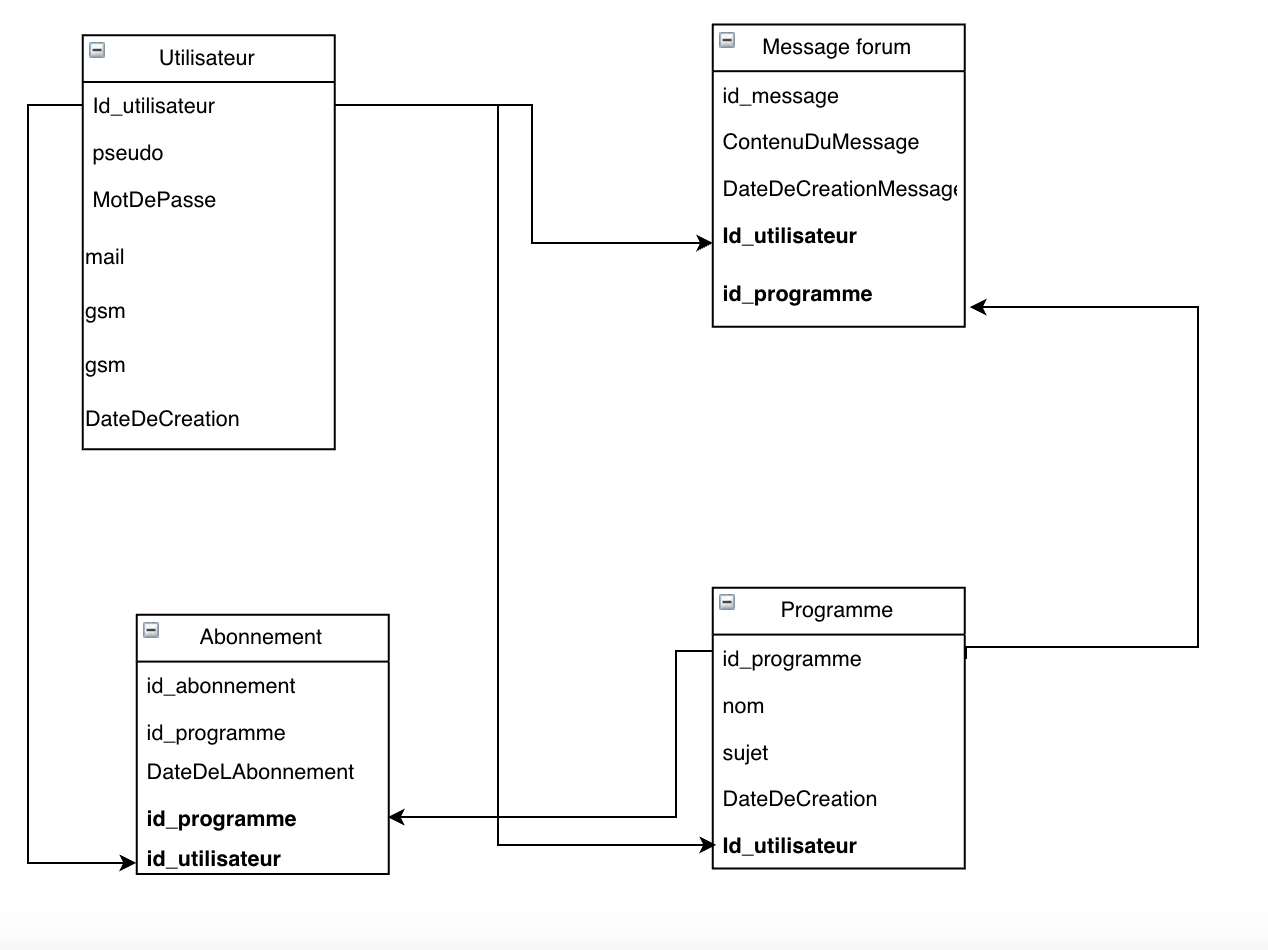 Utilisateur
Id_utilisateur
pseudo
MotDePasse
mail
gsm
gsm
DateDeCreation
Message forum
id_message
ContenuDuMessage
DateDeCreationMessage
Id_utilisateur
id_programme
Abonnement
id_abonnement
id_programme
DateDeLAbonnement
id_programme
id_utilisateur
Programme
id_programme
nom
sujet
DateDeCreation
Id_utilisateur